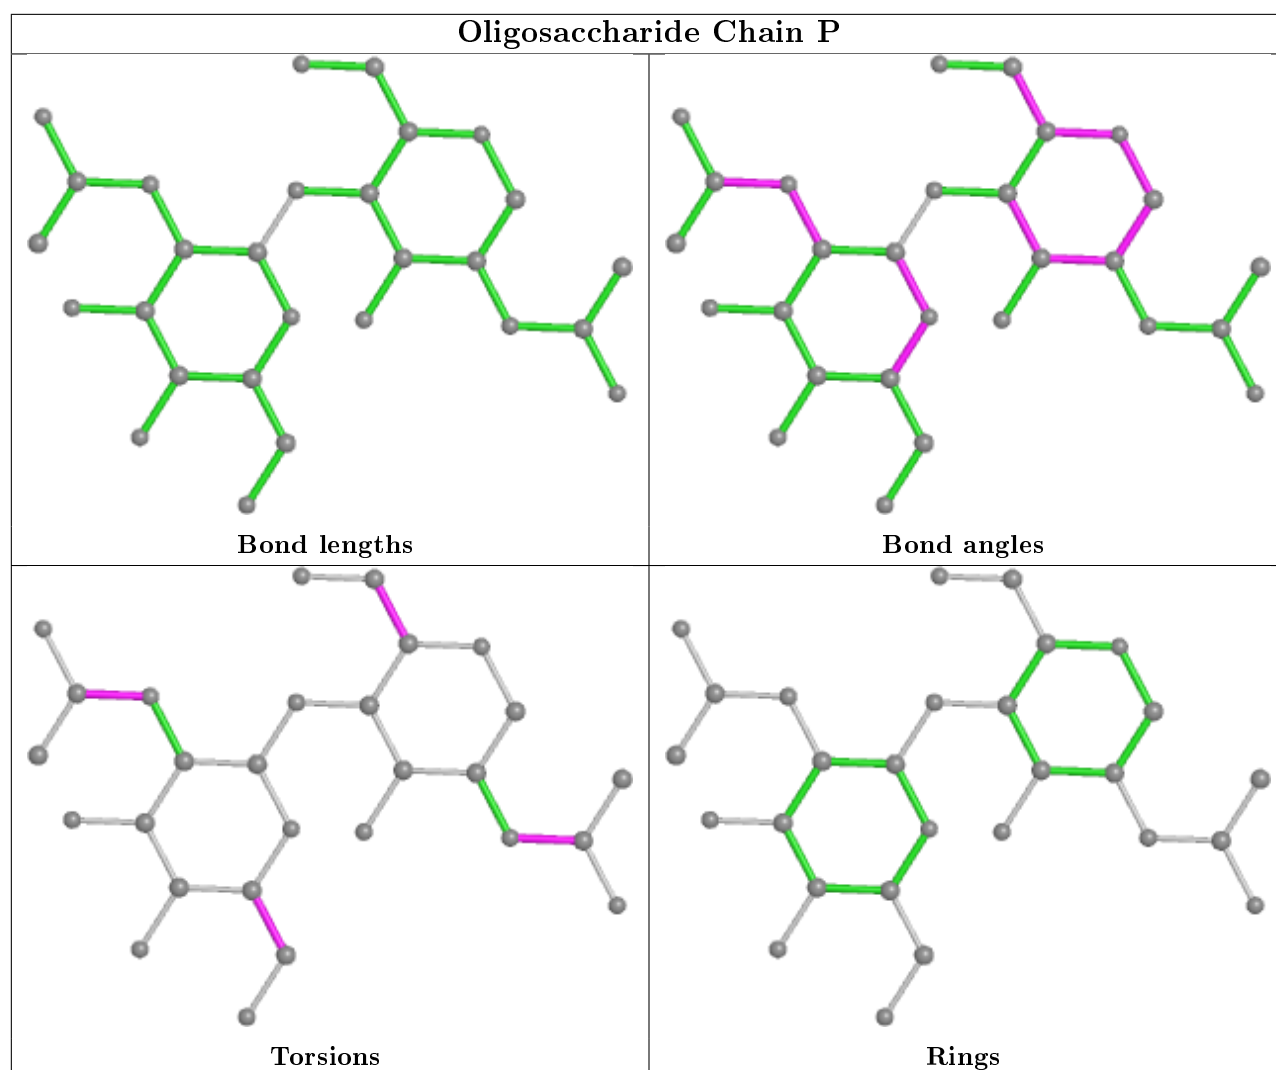 Oligosaccharide Chain P
Bond lengths
Bond angles
Torsions
Rings